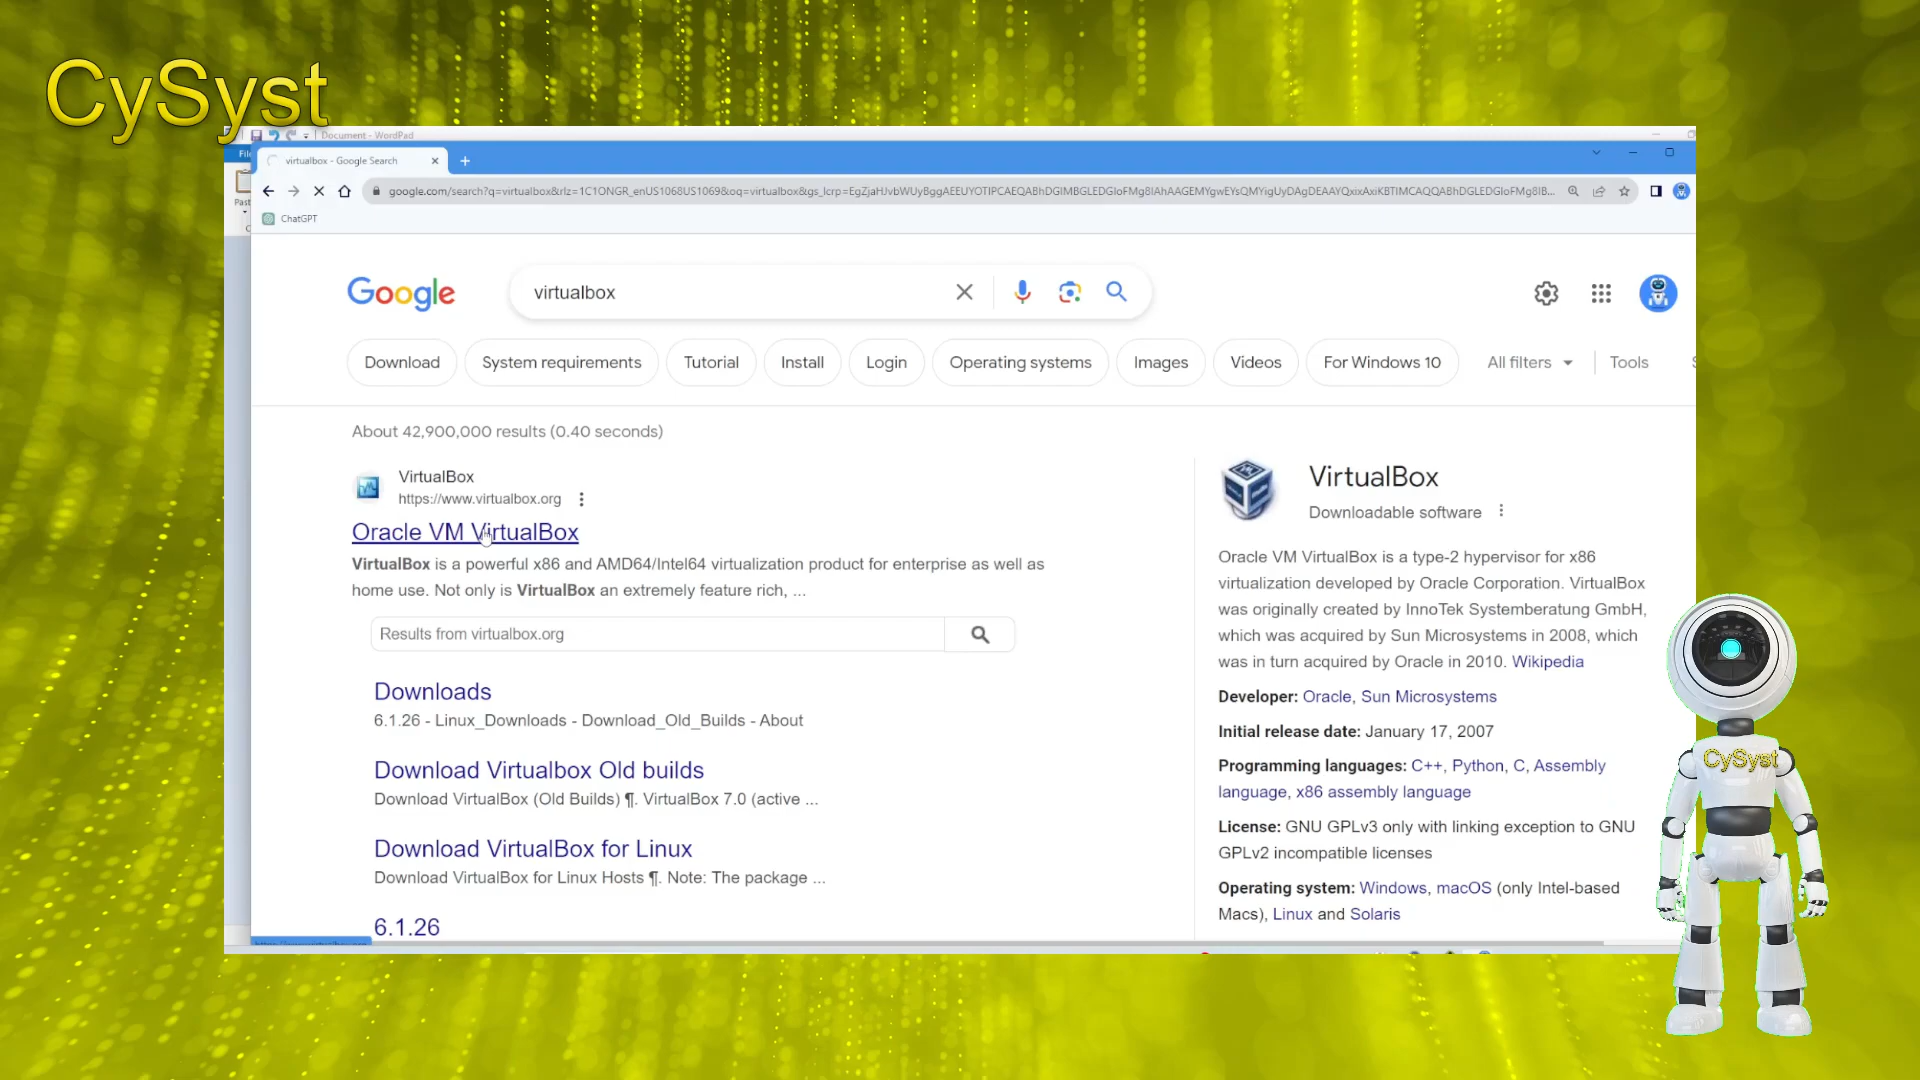 CySyst
Document - WordPad
virtualbox - Google Search
ChatGPT
Google
virtualbox
Download
System requirements
Tutorial
Install
Login
Operating systems
Images
Videos
For Windows 10
All filters
Tools
About 42,900,000 results (0.40 seconds)
VirtualBox
https://www.virtualbox.org
Oracle VM VirtualBox
VirtualBox is a powerful x86 and AMD64/Intel64 virtualization product for enterprise as well as
home use. Not only is VirtualBox an extremely feature rich, ...
Results from virtualbox.org
Downloads
6.1.26 - Linux_Downloads - Download_Old_Builds - About
Download Virtualbox Old builds
Download VirtualBox (Old Builds) ¶. VirtualBox 7.0 (active ...
Download VirtualBox for Linux
Download VirtualBox for Linux Hosts ¶. Note: The package ...
6.1.26
VirtualBox
Downloadable software
Oracle VM VirtualBox is a type-2 hypervisor for x86
virtualization developed by Oracle Corporation. VirtualBox
was originally created by InnoTek Systemberatung GmbH,
which was acquired by Sun Microsystems in 2008, which
was in turn acquired by Oracle in 2010. Wikipedia
Developer: Oracle, Sun Microsystems
Initial release date: January 17, 2007
Programming languages: C++, Python, C, Assembly
language, x86 assembly language
License: GNU GPLv3 only with linking exception to GNU
GPLv2 incompatible licenses
Operating system: Windows, macOS (only Intel-based
Macs), Linux and Solaris
CySyst